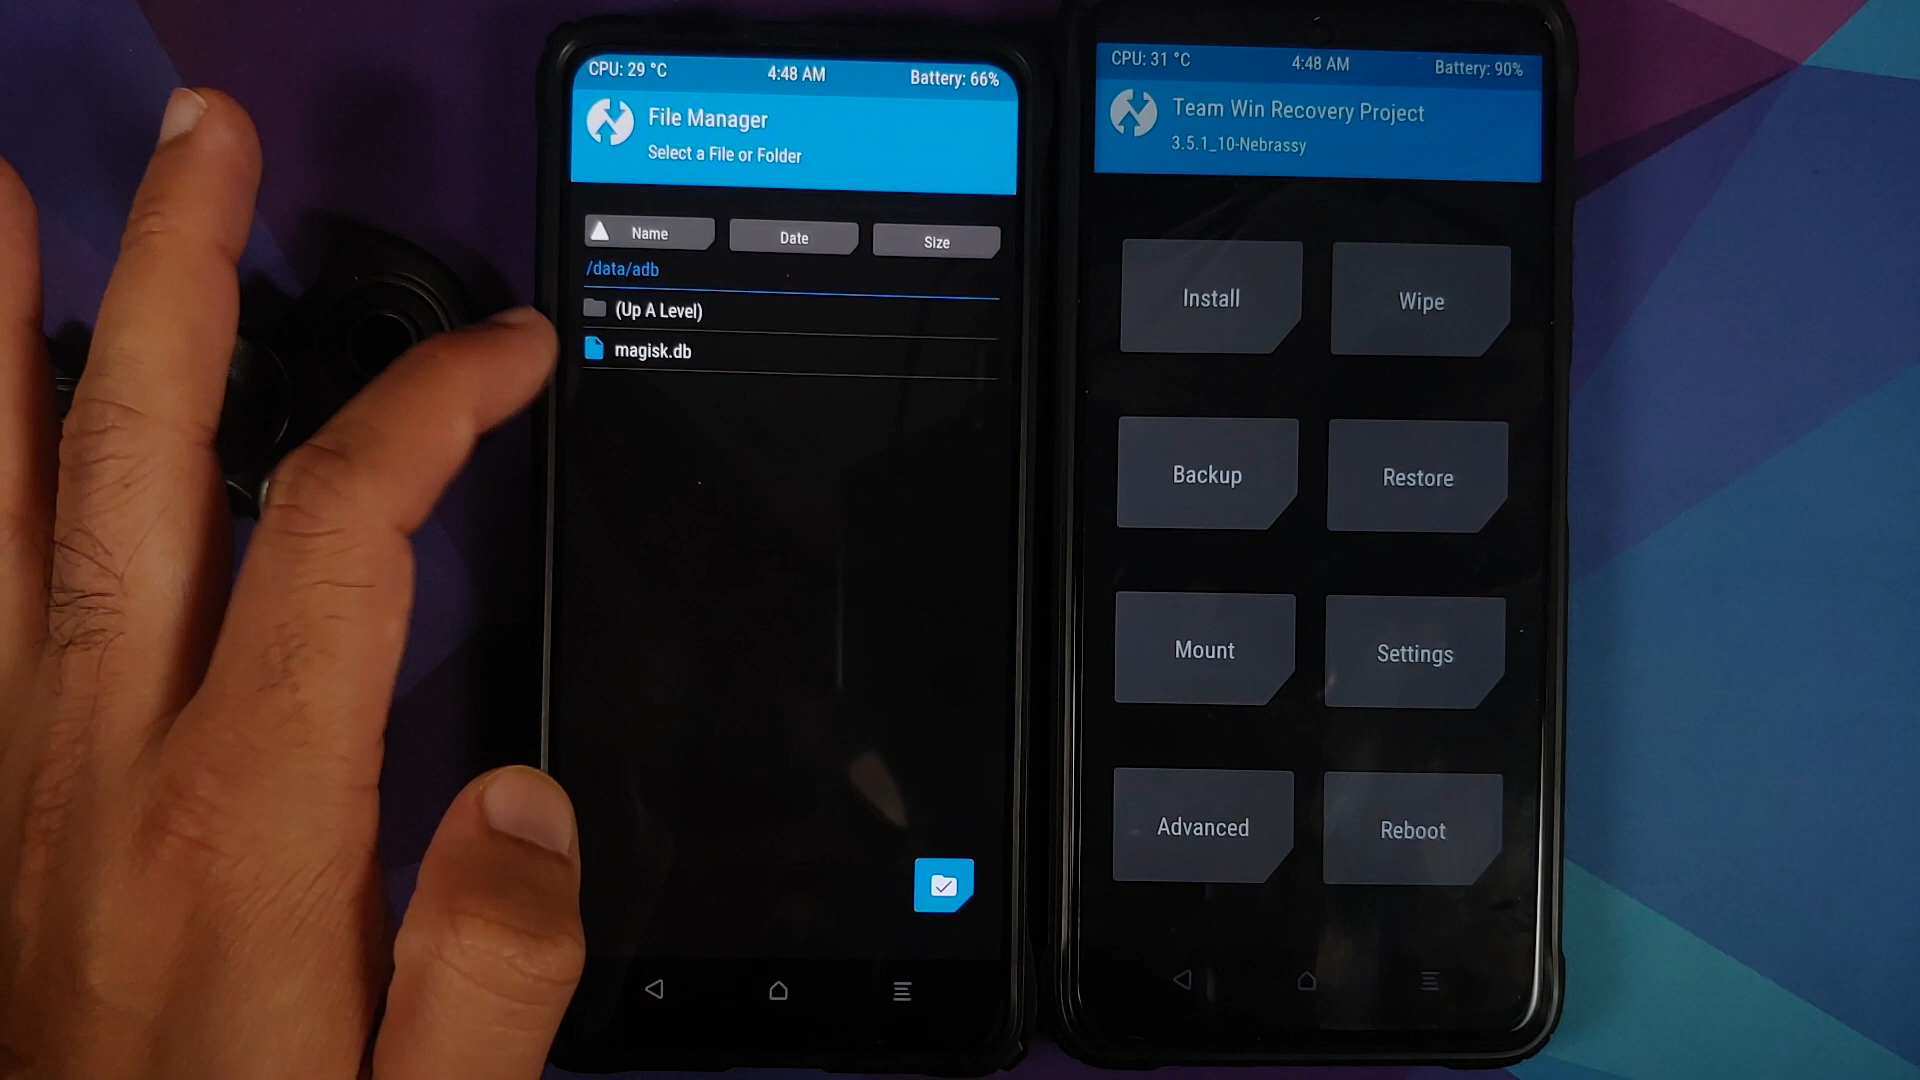 CPU: 29 °C 4:48 AM Battery: 66%
File Manager
Select a File or Folder
Name Date Size
/data/adb
(Up A Level)
magisk.db
CPU: 31 °C 4:48 AM Battery: 90%
Team Win Recovery Project
3.5.1_10-Nebrassy
Install Wipe
Backup Restore
Mount Settings
Advanced Reboot